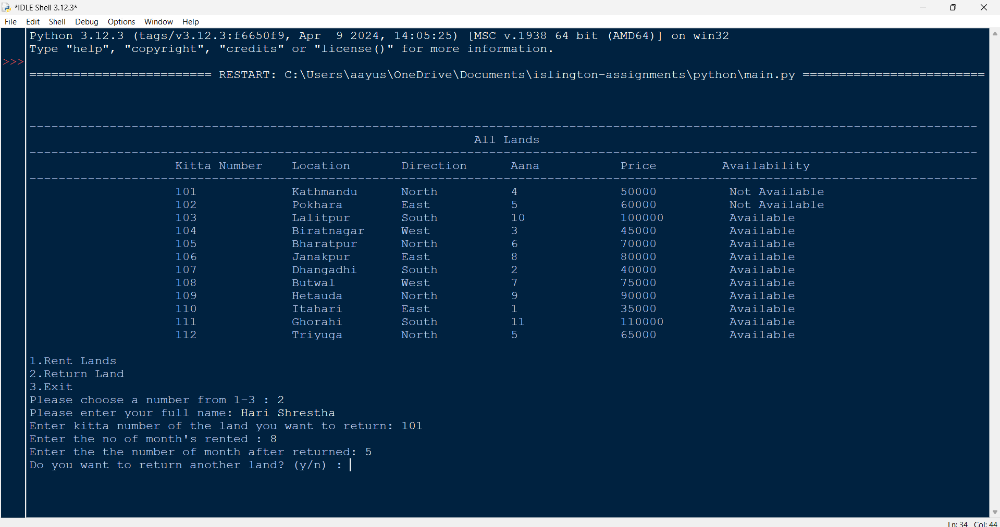 *IDLE Shell 3.12.3*
File Edit Shell Debug Options Window Help
Python 3.12.3 (tags/v3.12.3:f6650f9, Apr  9 2024, 14:05:25) [MSC v.1938 64 bit (AMD64)] on win32
Type "help", "copyright", "credits" or "license()" for more information.
>>>
========================= RESTART: C:\Users\aayus\OneDrive\Documents\islington-assignments\python\main.py =========================
----------------------------------------------------------------------------------------------------------------------------------
All Lands
----------------------------------------------------------------------------------------------------------------------------------
Kitta Number Location Direction Aana Price Availability
----------------------------------------------------------------------------------------------------------------------------------
101 Kathmandu North 4 50000 Not Available
102 Pokhara East 5 60000 Not Available
103 Lalitpur South 10 100000 Available
104 Biratnagar West 3 45000 Available
105 Bharatpur North 6 70000 Available
106 Janakpur East 8 80000 Available
107 Dhangadhi South 2 40000 Available
108 Butwal West 7 75000 Available
109 Hetauda North 9 90000 Available
110 Itahari East 1 35000 Available
111 Ghorahi South 11 110000 Available
112 Triyuga North 5 65000 Available
1.Rent Lands
2.Return Land
3.Exit
Please choose a number from 1-3 : 2
Please enter your full name: Hari Shrestha
Enter kitta number of the land you want to return: 101
Enter the no of month's rented : 8
Enter the the number of month after returned: 5
Do you want to return another land? (y/n) :
Ln: 34 Col: 44